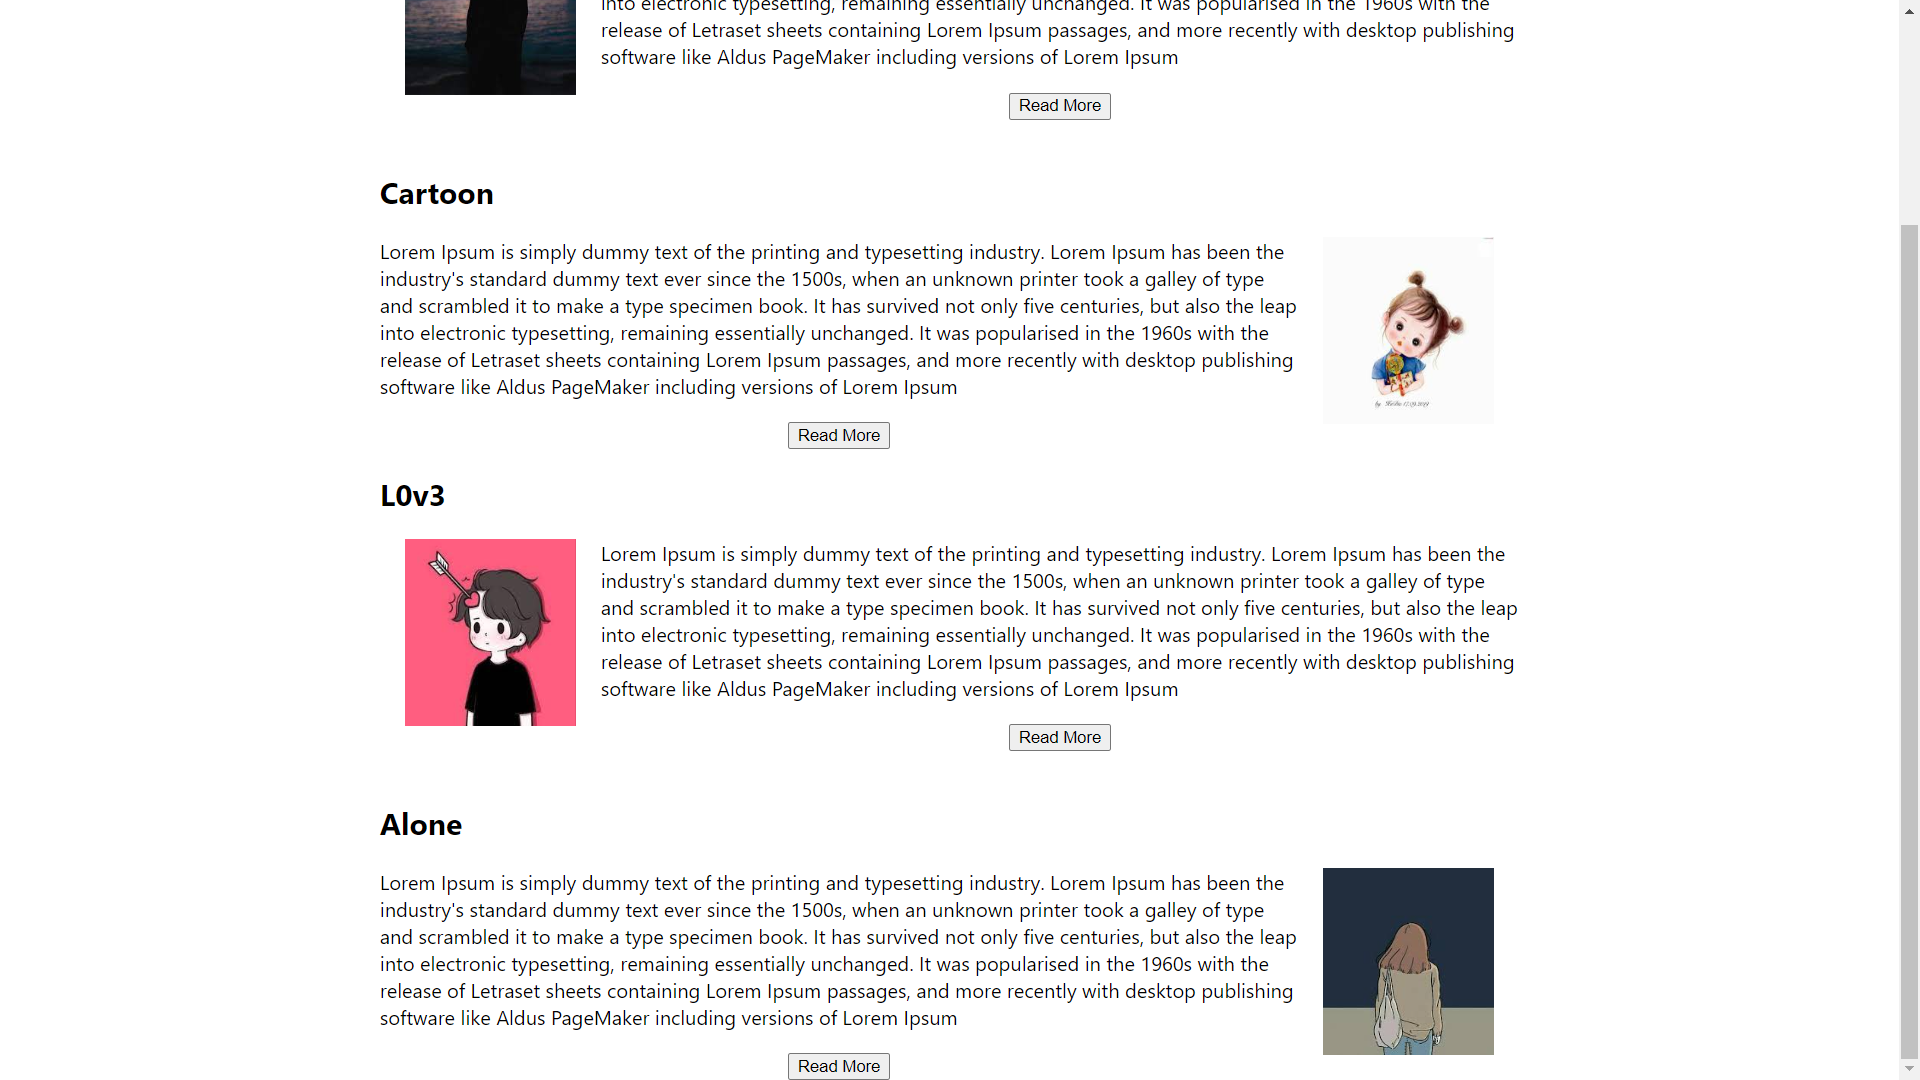 into electronic typesetting, remaining essentially unchanged. It was popularised in the 1960s with the
release of Letraset sheets containing Lorem Ipsum passages, and more recently with desktop publishing
software like Aldus PageMaker including versions of Lorem Ipsum
Read More
Cartoon
Lorem Ipsum is simply dummy text of the printing and typesetting industry. Lorem Ipsum has been the
industry's standard dummy text ever since the 1500s, when an unknown printer took a galley of type
and scrambled it to make a type specimen book. It has survived not only five centuries, but also the leap
into electronic typesetting, remaining essentially unchanged. It was popularised in the 1960s with the
release of Letraset sheets containing Lorem Ipsum passages, and more recently with desktop publishing
software like Aldus PageMaker including versions of Lorem Ipsum
by
Read More
L0v3
Lorem Ipsum is simply dummy text of the printing and typesetting industry. Lorem Ipsum has been the
industry's standard dummy text ever since the 1500s, when an unknown printer took a galley of type
and scrambled it to make a type specimen book. It has survived not only five centuries, but also the leap
into electronic typesetting, remaining essentially unchanged. It was popularised in the 1960s with the
release of Letraset sheets containing Lorem Ipsum passages, and more recently with desktop publishing
software like Aldus PageMaker including versions of Lorem Ipsum
Read More
Alone
Lorem Ipsum is simply dummy text of the printing and typesetting industry. Lorem Ipsum has been the
industry's standard dummy text ever since the 1500s, when an unknown printer took a galley of type
and scrambled it to make a type specimen book. It has survived not only five centuries, but also the leap
into electronic typesetting, remaining essentially unchanged. It was popularised in the 1960s with the
release of Letraset sheets containing Lorem Ipsum passages, and more recently with desktop publishing
software like Aldus PageMaker including versions of Lorem Ipsum
Read More